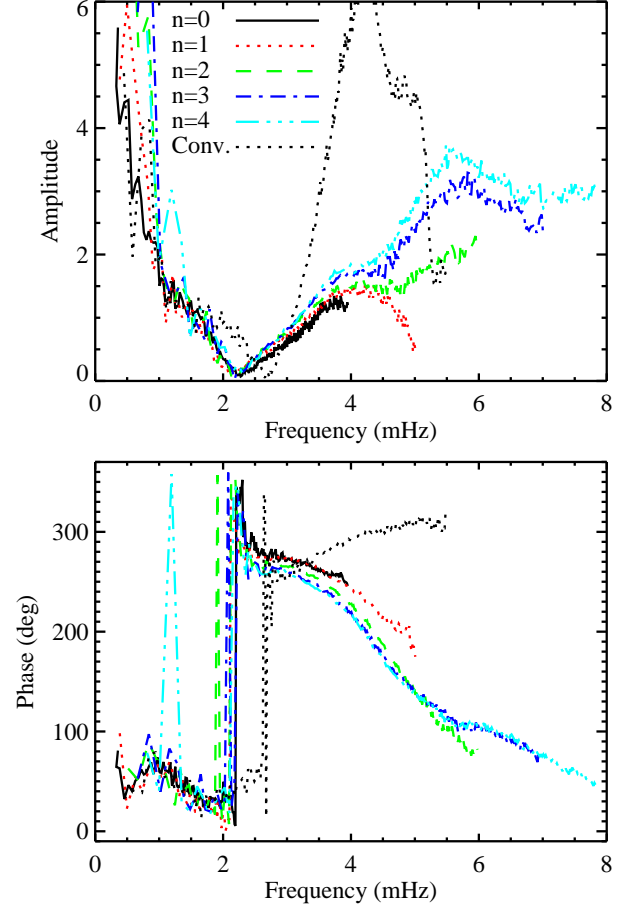 6
4
2
0
Amplitude
n=0
n=1
n=2
n=3
n=4
Conv.
0 2 4 6 8
Frequency (mHz)
300
200
100
0
Phase (deg)
0 2 4 6 8
Frequency (mHz)